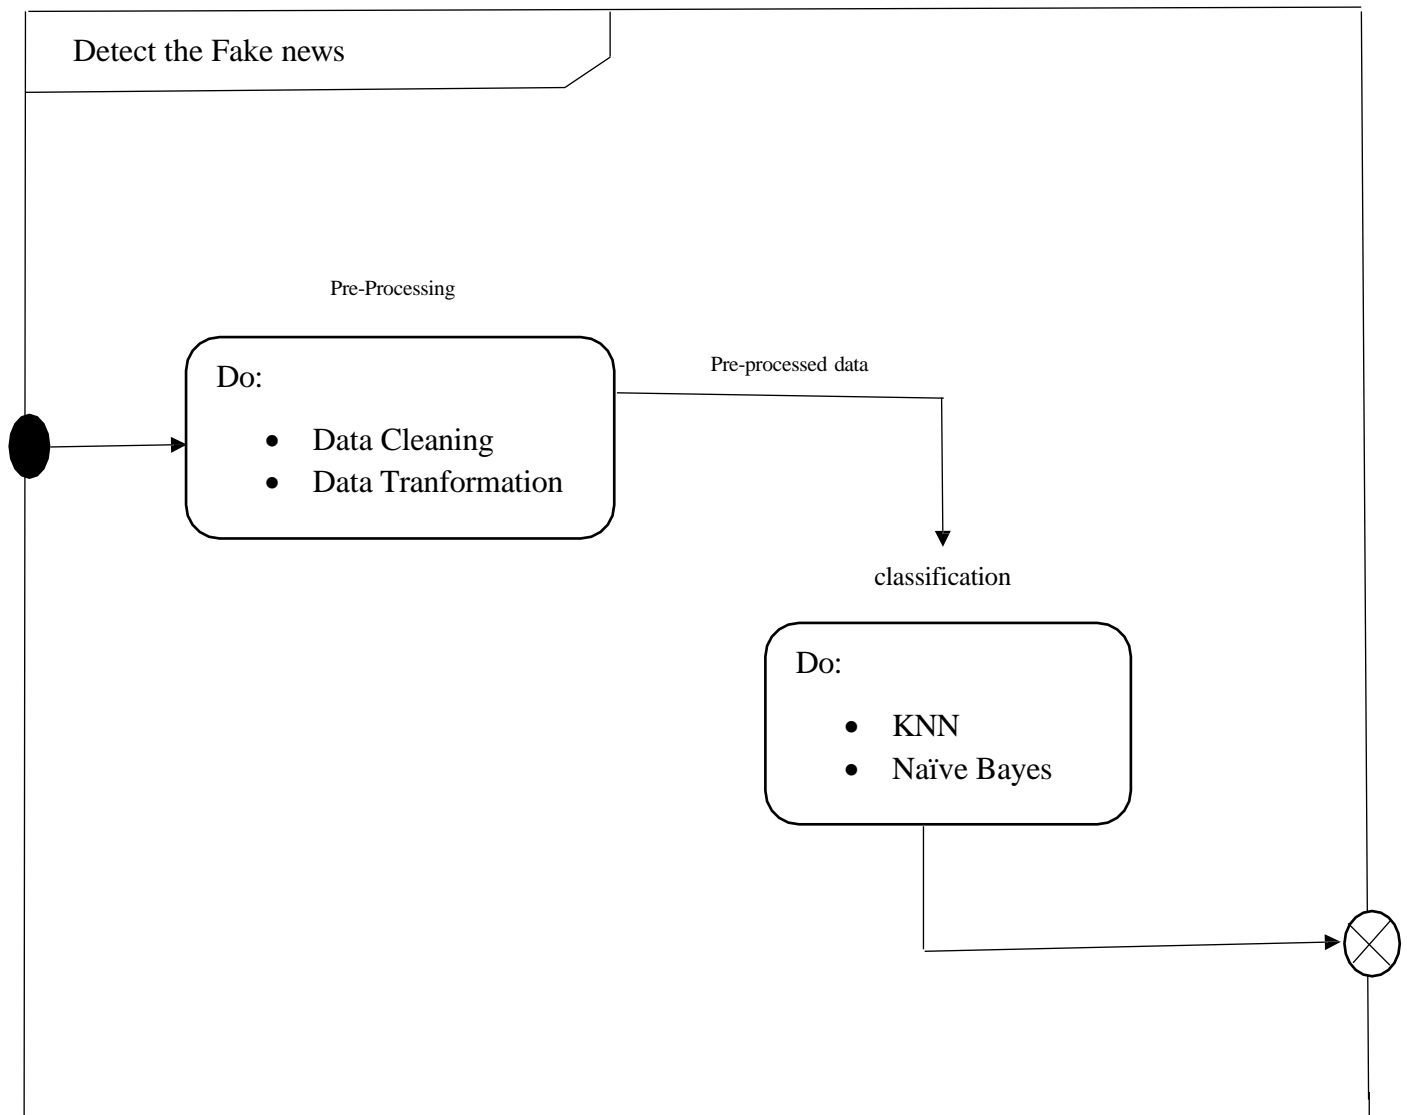 Detect the Fake news
Pre-Processing
Do:
• Data Cleaning
• Data Tranformation
Pre-processed data
classification
Do:
• KNN
• Naïve Bayes